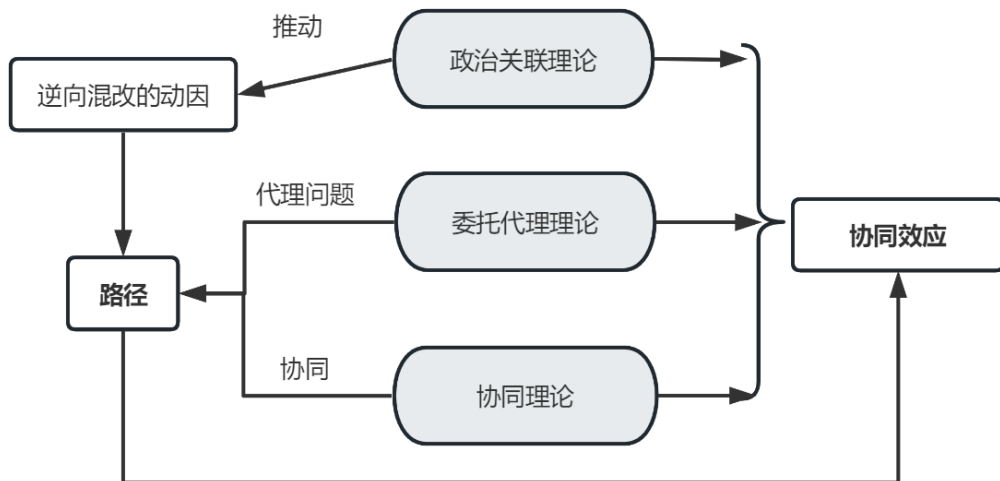 推动
政治关联理论
逆向混改的动因
代理问题
委托代理理论
协同效应
路径
协同
协同理论